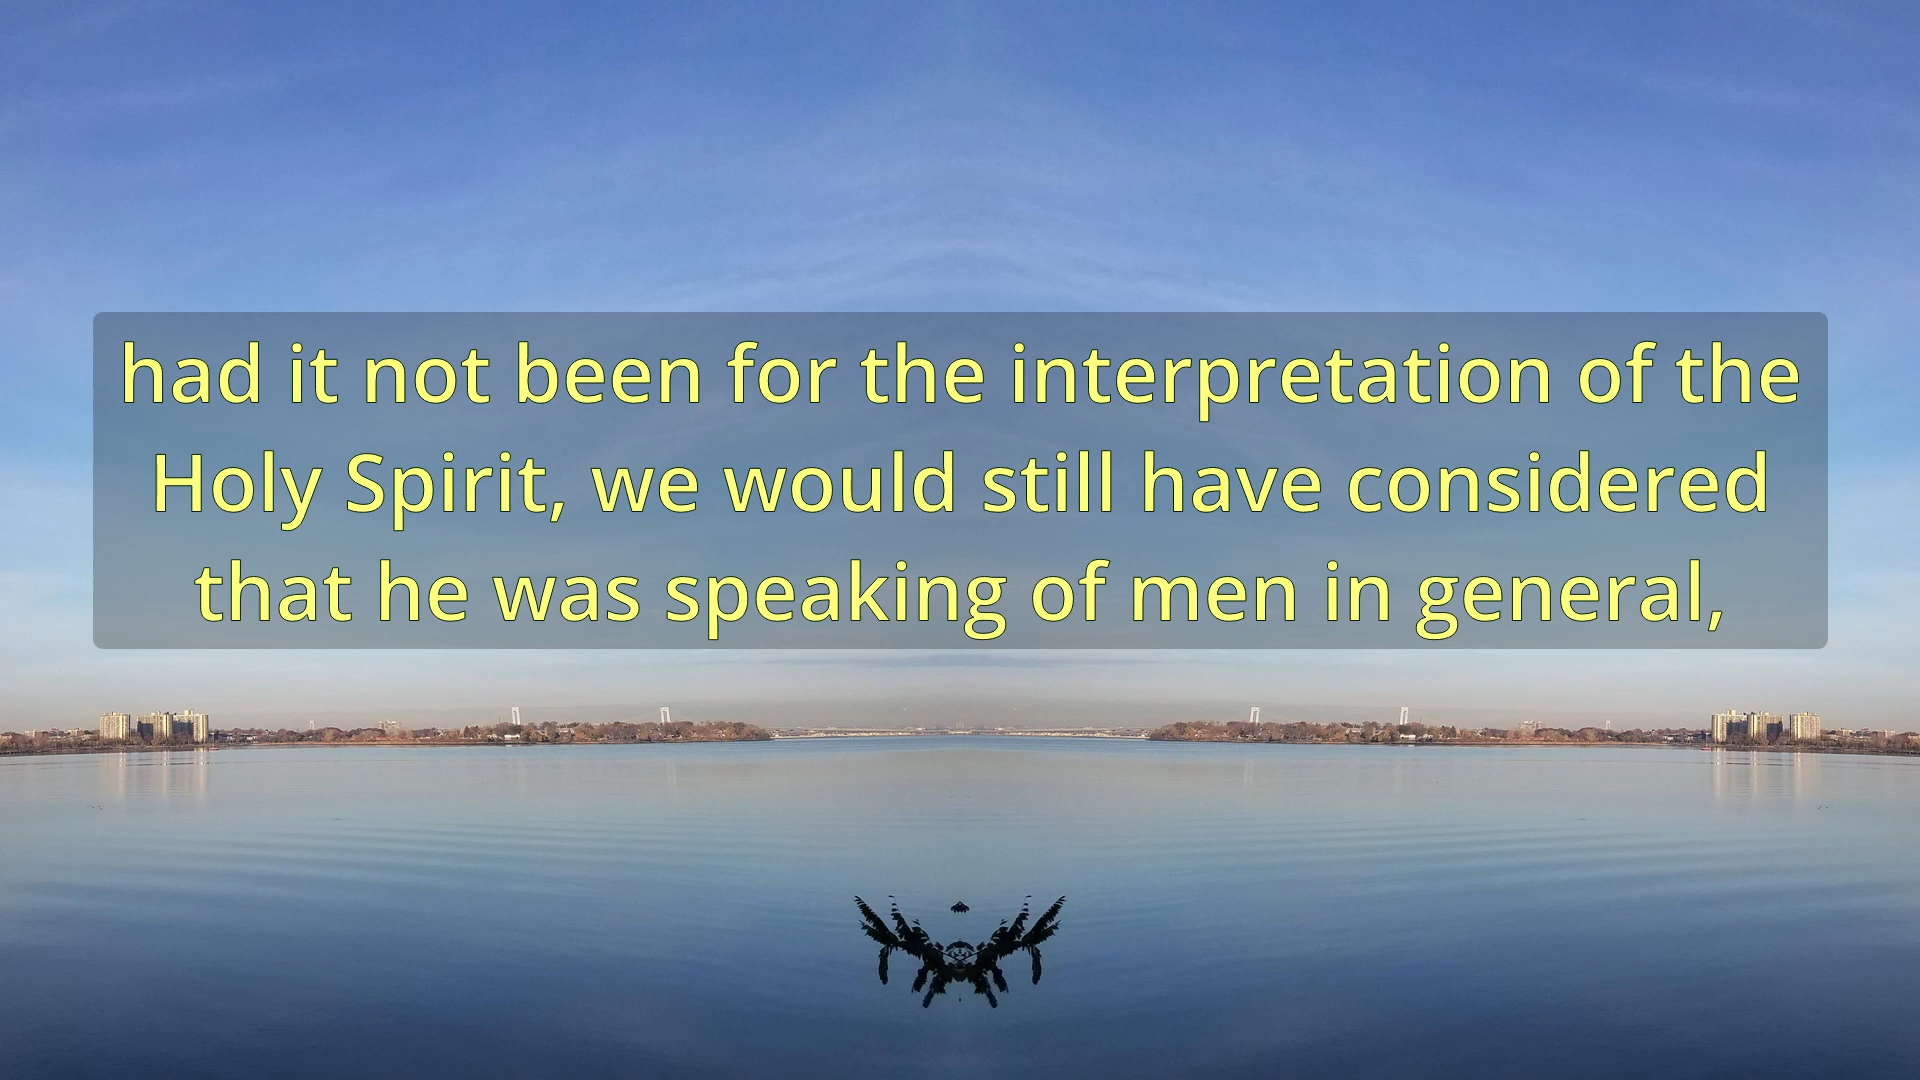 had it not been for the interpretation of the
Holy Spirit, we would still have considered
that he was speaking of men in general,